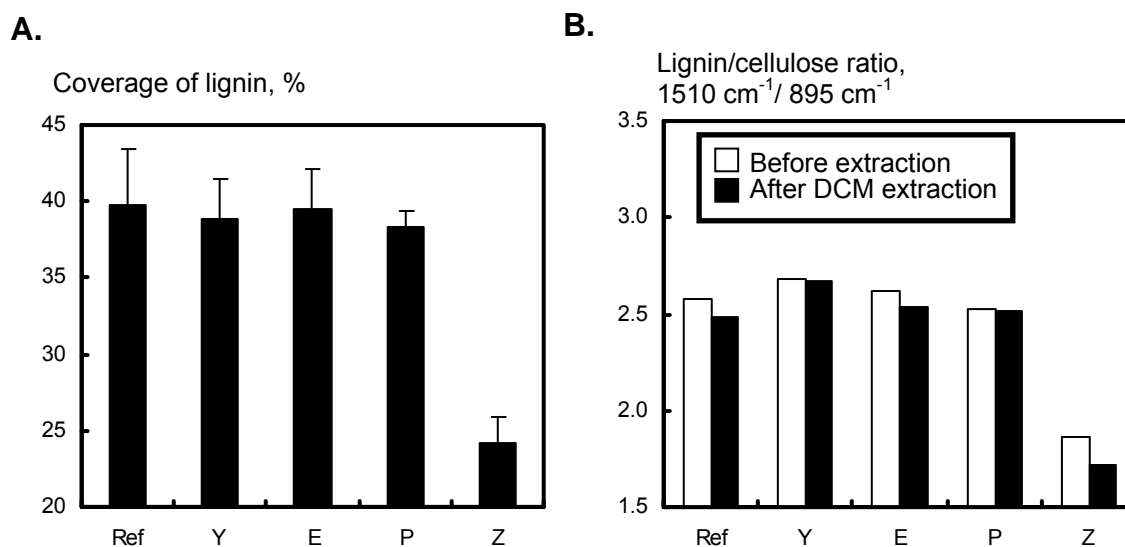 A.
Coverage of lignin, %
45
40
35
30
25
20
Ref Y E P Z
B.
Lignin/cellulose ratio,
1510 cm⁻¹/ 895 cm⁻¹
3.5
Before extraction
After DCM extraction
3.0
2.5
2.0
1.5
Ref Y E P Z